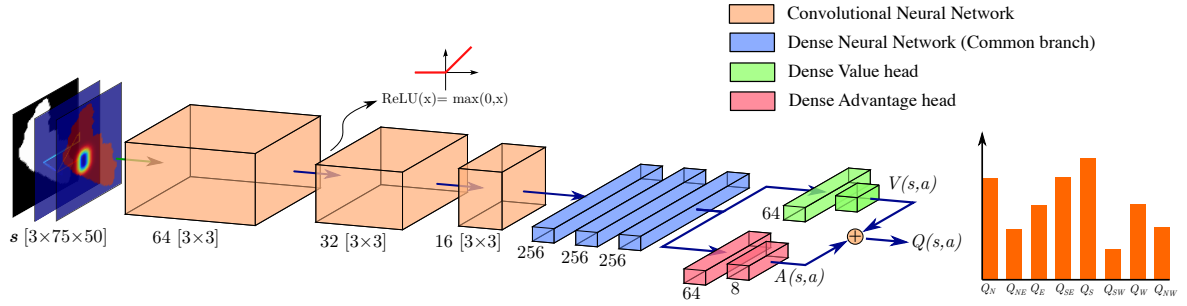 Convolutional Neural Network
Dense Neural Network (Common branch)
Dense Value head
Dense Advantage head
ReLU(x)= max(0,x)
s [3×75×50]
64 [3×3]
32 [3×3]
16 [3×3]
256
256
256
64
V(s,a)
64
8
A(s,a)
+
Q(s,a)
Q_N Q_NE Q_E Q_SE Q_S Q_SW Q_W Q_NW